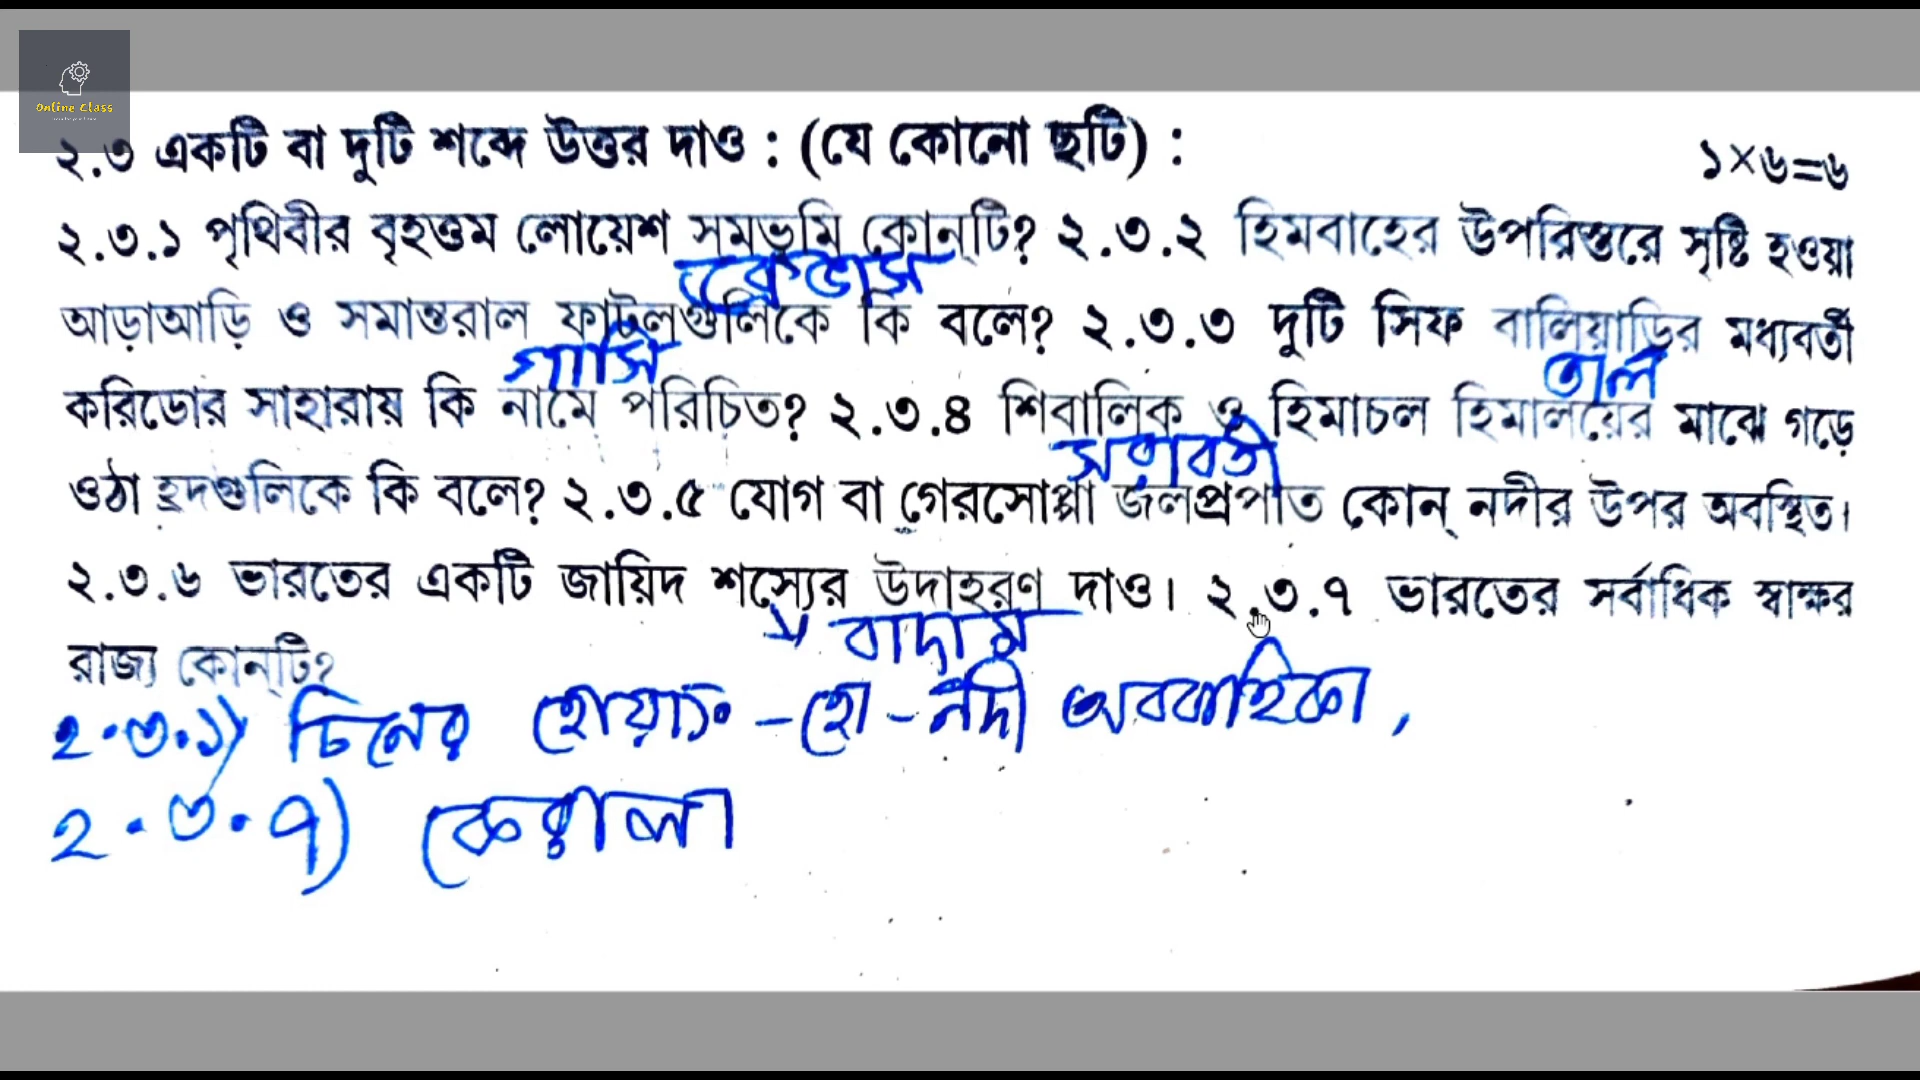 Online Class
২.৩ একটি বা দুটি শব্দে উত্তর দাও : (যে কোনো ছটি) : ১×৬=৬
২.৩.১ পৃথিবীর বৃহত্তম লোয়েশ সমভূমি কোন্‌টি? ২.৩.২ হিমবাহের উপরিস্তরে সৃষ্টি হওয়া
ক্রেভাস
আড়াআড়ি ও সমান্তরাল ফাটলগুলিকে কি বলে? ২.৩.৩ দুটি সিফ বালিয়াড়ির মধ্যবর্তী
গাসি তাল
করিডোর সাহারায় কি নামে পরিচিত? ২.৩.৪ শিবালিক ও হিমাচল হিমালয়ের মাঝে গড়ে
সরাবতী
ওঠা হ্রদগুলিকে কি বলে? ২.৩.৫ যোগ বা গেরসোপ্পা জলপ্রপাত কোন্ নদীর উপর অবস্থিত।
২.৩.৬ ভারতের একটি জায়িদ শস্যের উদাহরণ দাও। ২.৩.৭ ভারতের সর্বাধিক স্বাক্ষর
বাদাম
রাজ্য কোন্‌টি?
২.৩.১) চিনের হোয়াং-হো-নদী অববাহিকা,
২.৩.৭) কেরালা